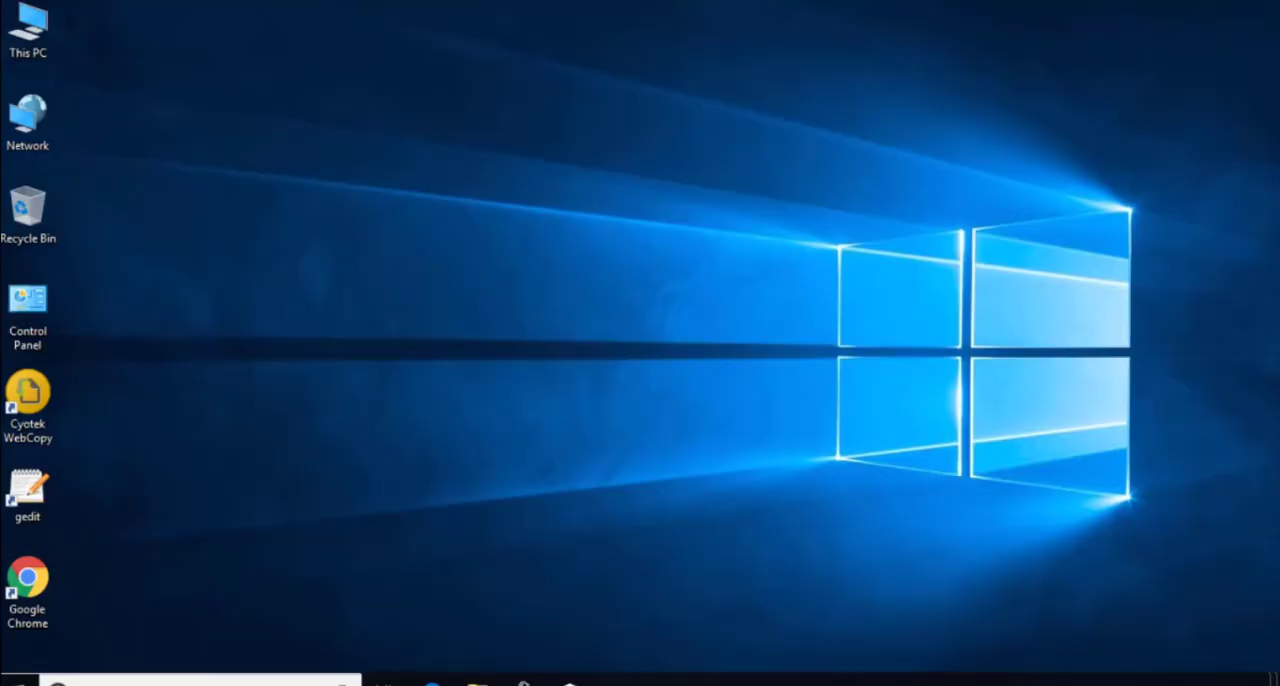 This PC
Network
Recycle Bin
Control
Panel
Cyotek
WebCopy
gedit
Google
Chrome